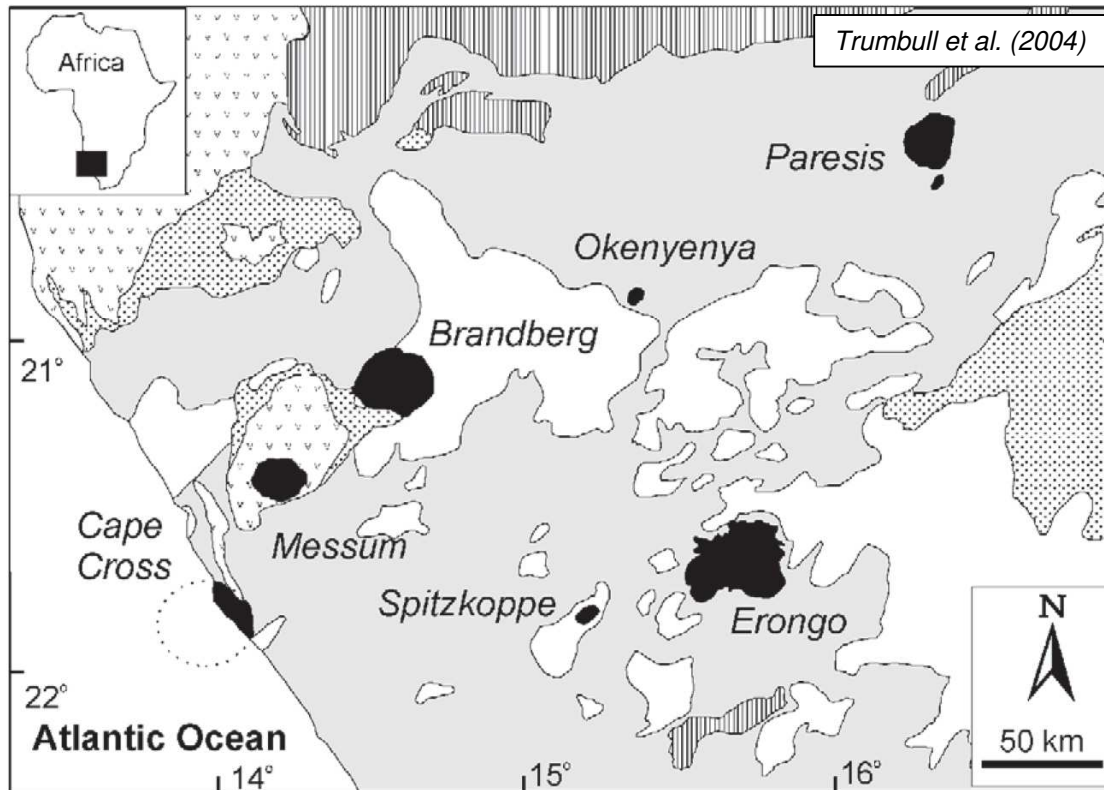 Trumbull et al. (2004)
Africa
Paresis
Okenyenya
Brandberg
21°
Cape
Cross
Messum
Spitzkoppe
Erongo
N
22°
Atlantic Ocean
50 km
14°
15°
16°